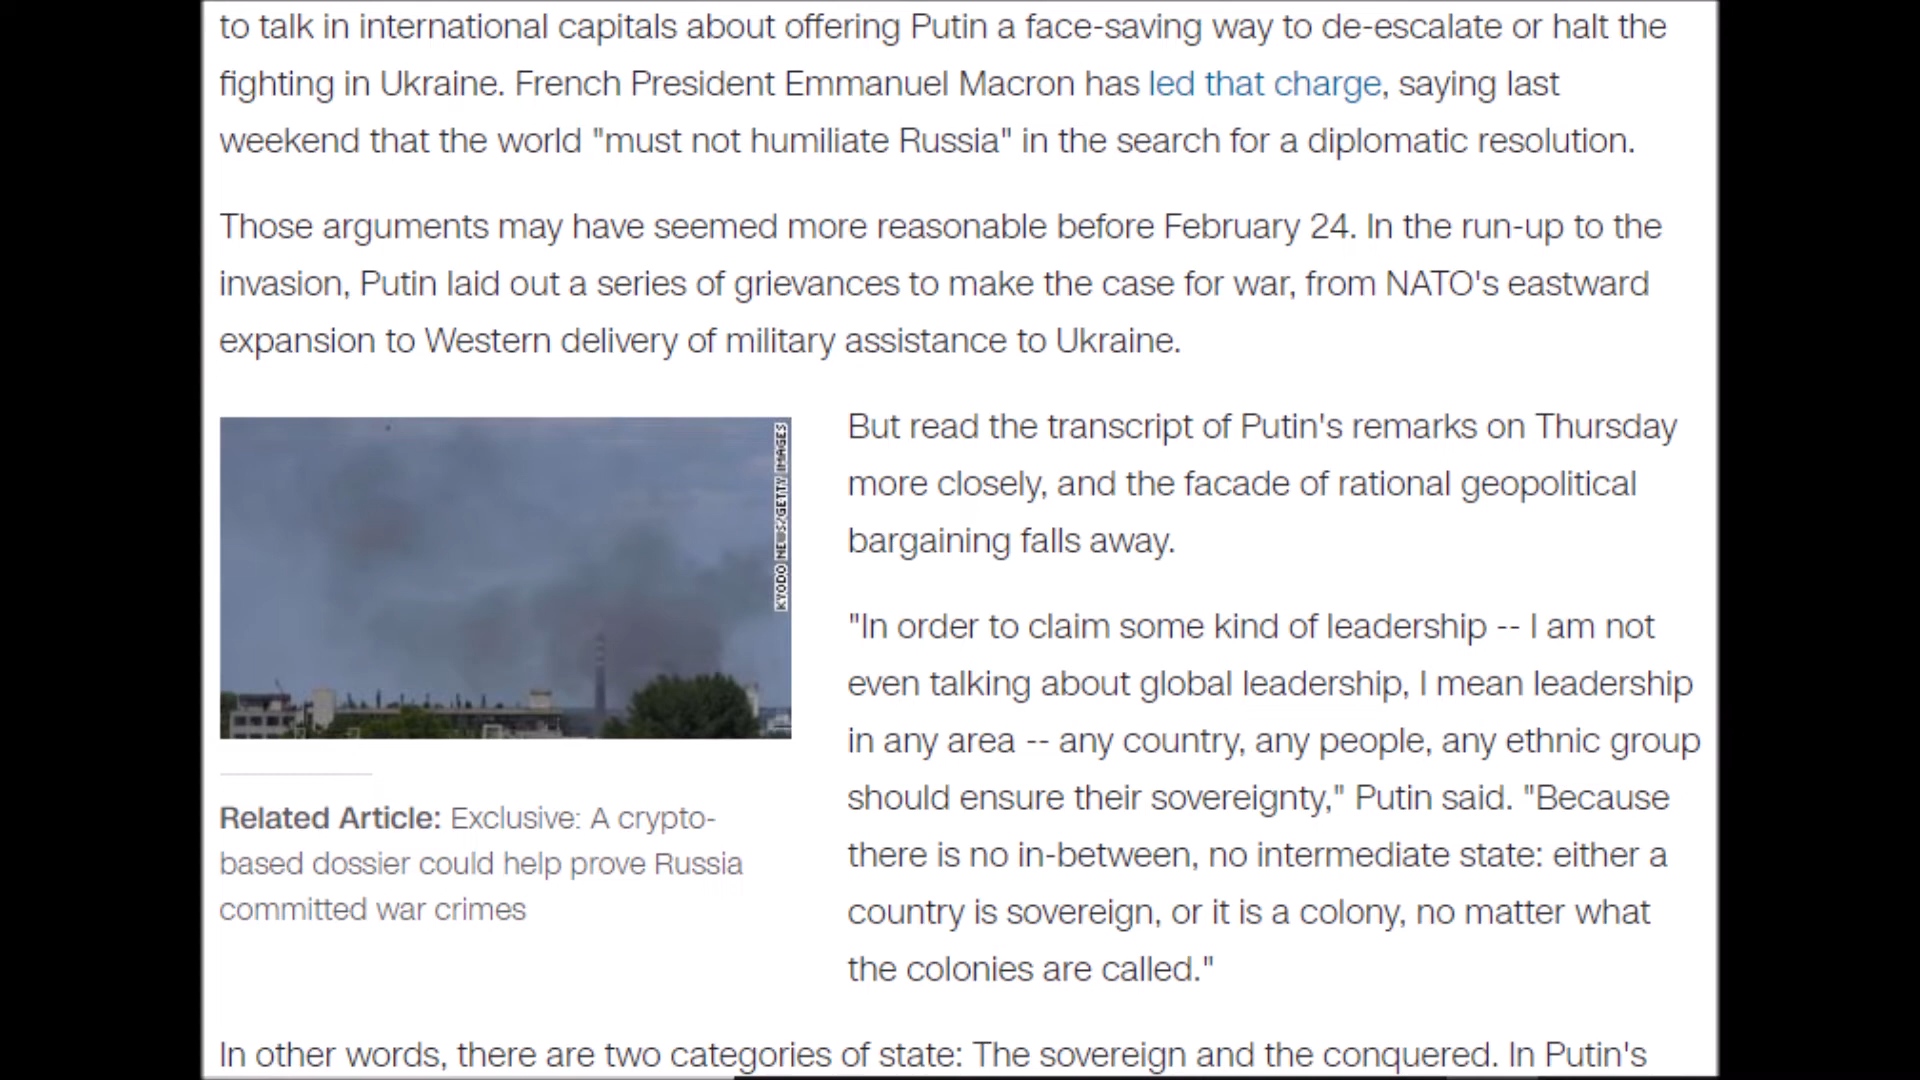 to talk in international capitals about offering Putin a face-saving way to de-escalate or halt the
fighting in Ukraine. French President Emmanuel Macron has led that charge, saying last
weekend that the world "must not humiliate Russia" in the search for a diplomatic resolution.
Those arguments may have seemed more reasonable before February 24. In the run-up to the
invasion, Putin laid out a series of grievances to make the case for war, from NATO's eastward
expansion to Western delivery of military assistance to Ukraine.
KYODO NEWS/GETTY IMAGES
Related Article: Exclusive: A crypto-
based dossier could help prove Russia
committed war crimes
But read the transcript of Putin's remarks on Thursday
more closely, and the facade of rational geopolitical
bargaining falls away.
"In order to claim some kind of leadership -- I am not
even talking about global leadership, I mean leadership
in any area -- any country, any people, any ethnic group
should ensure their sovereignty," Putin said. "Because
there is no in-between, no intermediate state: either a
country is sovereign, or it is a colony, no matter what
the colonies are called."
In other words, there are two categories of state: The sovereign and the conquered. In Putin's